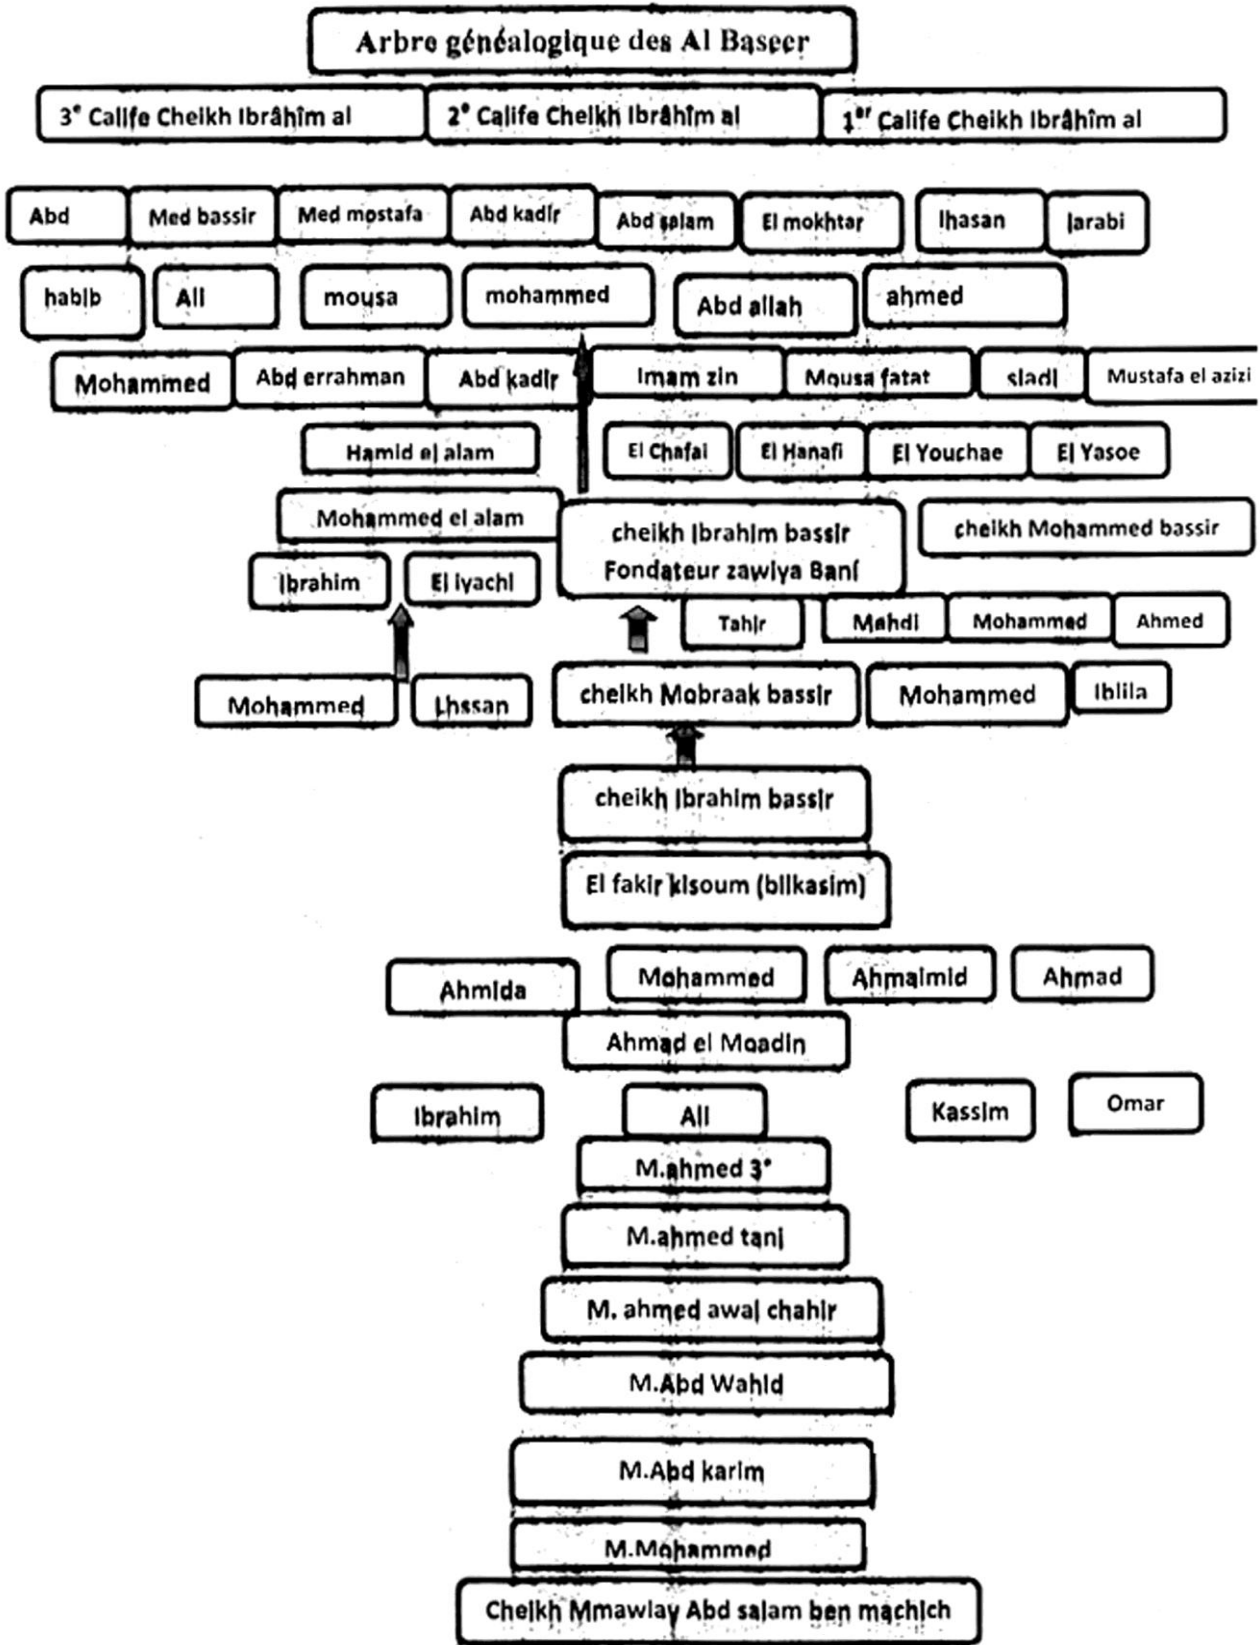 Arbre généalogique des Al Baseer
3e Calife Cheikh Ibrâhîm al 2e Calife Cheikh Ibrâhîm al 1er Calife Cheikh Ibrâhîm al
Abd Med bassir Med mostafa Abd kadir Abd salam El mokhtar lhasan larabi
habib Ali mousa mohammed Abd allah ahmed
Mohammed Abd errahman Abd kadir Imam zin Mousa fatat siadi Mustafa el azizi
Hamid el alam El Chafai El Hanafi El Youchae El Yasoe
Mohammed el alam cheikh Ibrahim bassir cheikh Mohammed bassir
Fondateur zawiya Bani
Ibrahim El iyachi
Tahir Mahdi Mohammed Ahmed
Mohammed Lhssan cheikh Mobraak bassir Mohammed Iblila
cheikh Ibrahim bassir
El fakir kisoum (bilkasim)
Ahmida Mohammed Ahmaimid Ahmad
Ahmad el Moadin
Ibrahim Ali Kassim Omar
M.ahmed 3e
M.ahmed tani
M. ahmed awal chahir
M.Abd Wahid
M.Abd karim
M.Mohammed
Cheikh Mmawlay Abd salam ben machich